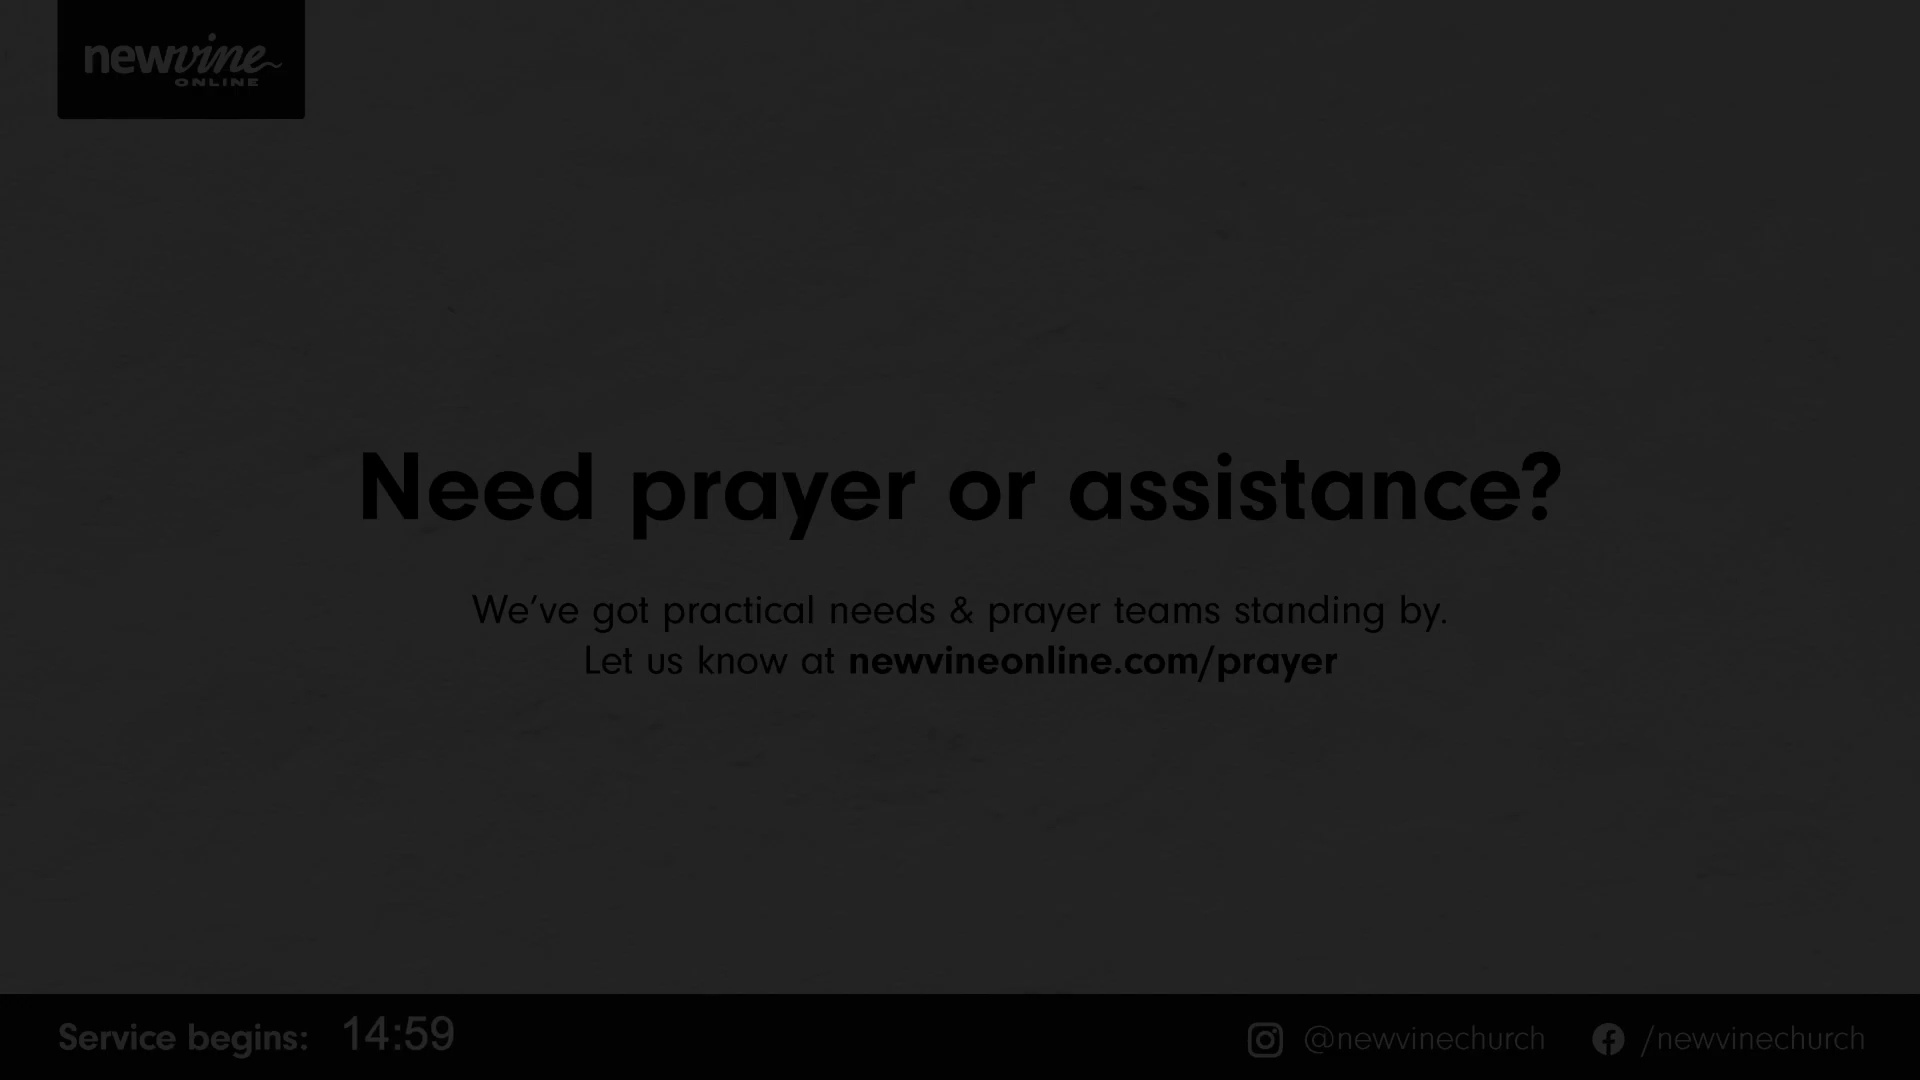 newvine
ONLINE
Need prayer or assistance?
We’ve got practical needs & prayer teams standing by.
Let us know at newvineonline.com/prayer
Service begins: 14:59
@newvinechurch /newvinechurch